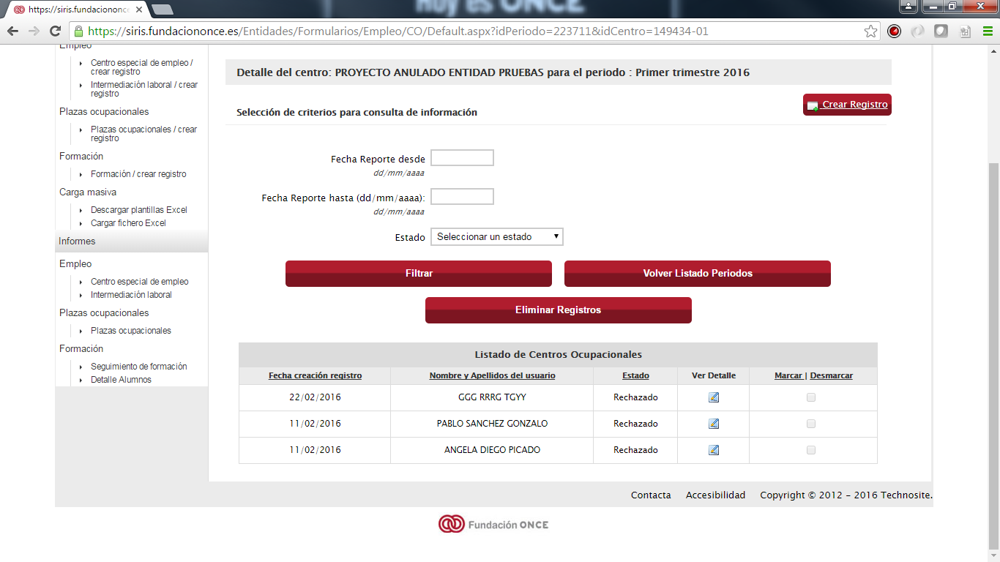 https://siris.fundaciononce
Hoy es ONCE
https://siris.fundaciononce.es/Entidades/Formularios/Empleo/CO/Default.aspx?idPeriodo=223711&idCentro=149434-01
Empleo
Centro especial de empleo /
crear registro
Intermediación laboral / crear
registro
Plazas ocupacionales
Plazas ocupacionales / crear
registro
Formación
Formación / crear registro
Carga masiva
Descargar plantillas Excel
Cargar fichero Excel
Informes
Empleo
Centro especial de empleo
Intermediación laboral
Plazas ocupacionales
Plazas ocupacionales
Formación
Seguimiento de formación
Detalle Alumnos
Detalle del centro: PROYECTO ANULADO ENTIDAD PRUEBAS para el periodo : Primer trimestre 2016
Crear Registro
Selección de criterios para consulta de información
Fecha Reporte desde
dd/mm/aaaa
Fecha Reporte hasta (dd/mm/aaaa):
dd/mm/aaaa
Estado Seleccionar un estado
Filtrar Volver Listado Periodos
Eliminar Registros
Listado de Centros Ocupacionales
Fecha creación registro Nombre y Apellidos del usuario Estado Ver Detalle Marcar | Desmarcar
22/02/2016 GGG RRRG TGYY Rechazado
11/02/2016 PABLO SANCHEZ GONZALO Rechazado
11/02/2016 ANGELA DIEGO PICADO Rechazado
Contacta Accesibilidad Copyright © 2012 - 2016 Technosite.
Fundación ONCE